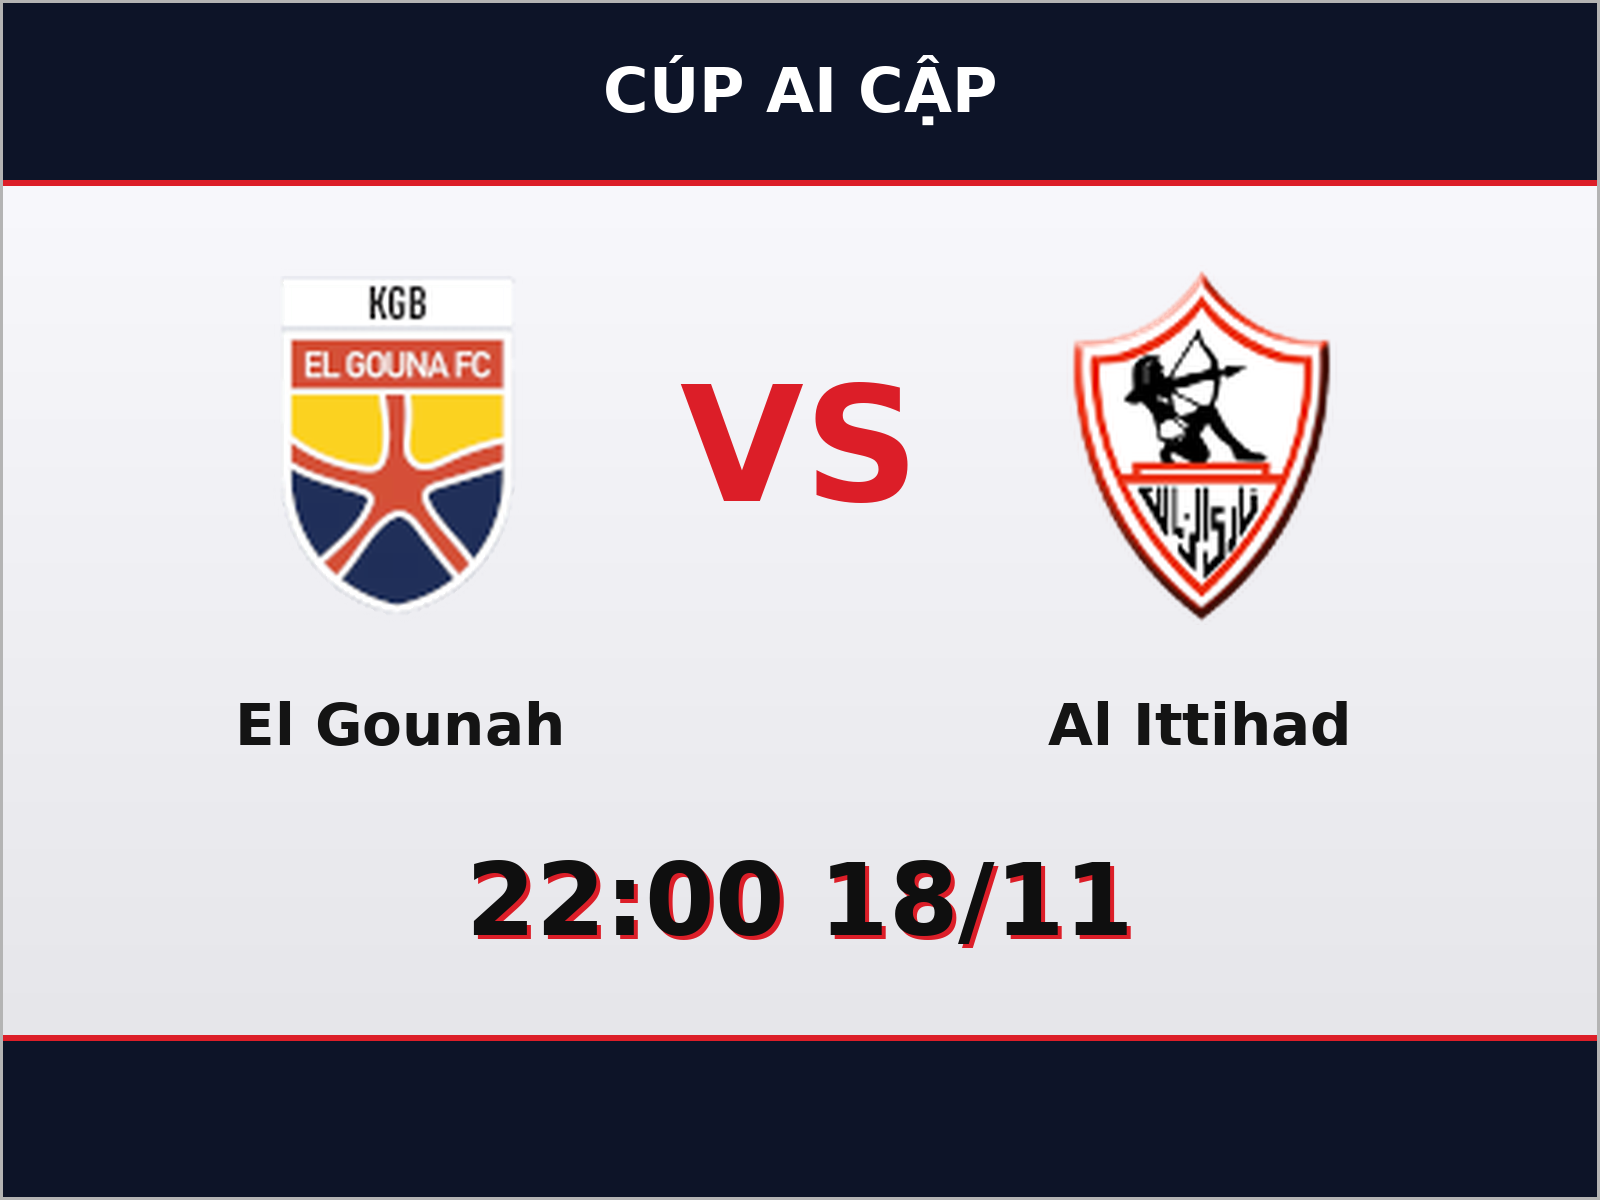 CÚP AI CẬP
KGB
EL GOUNA FC
VS
El Gounah
Al Ittihad
22:00 18/11